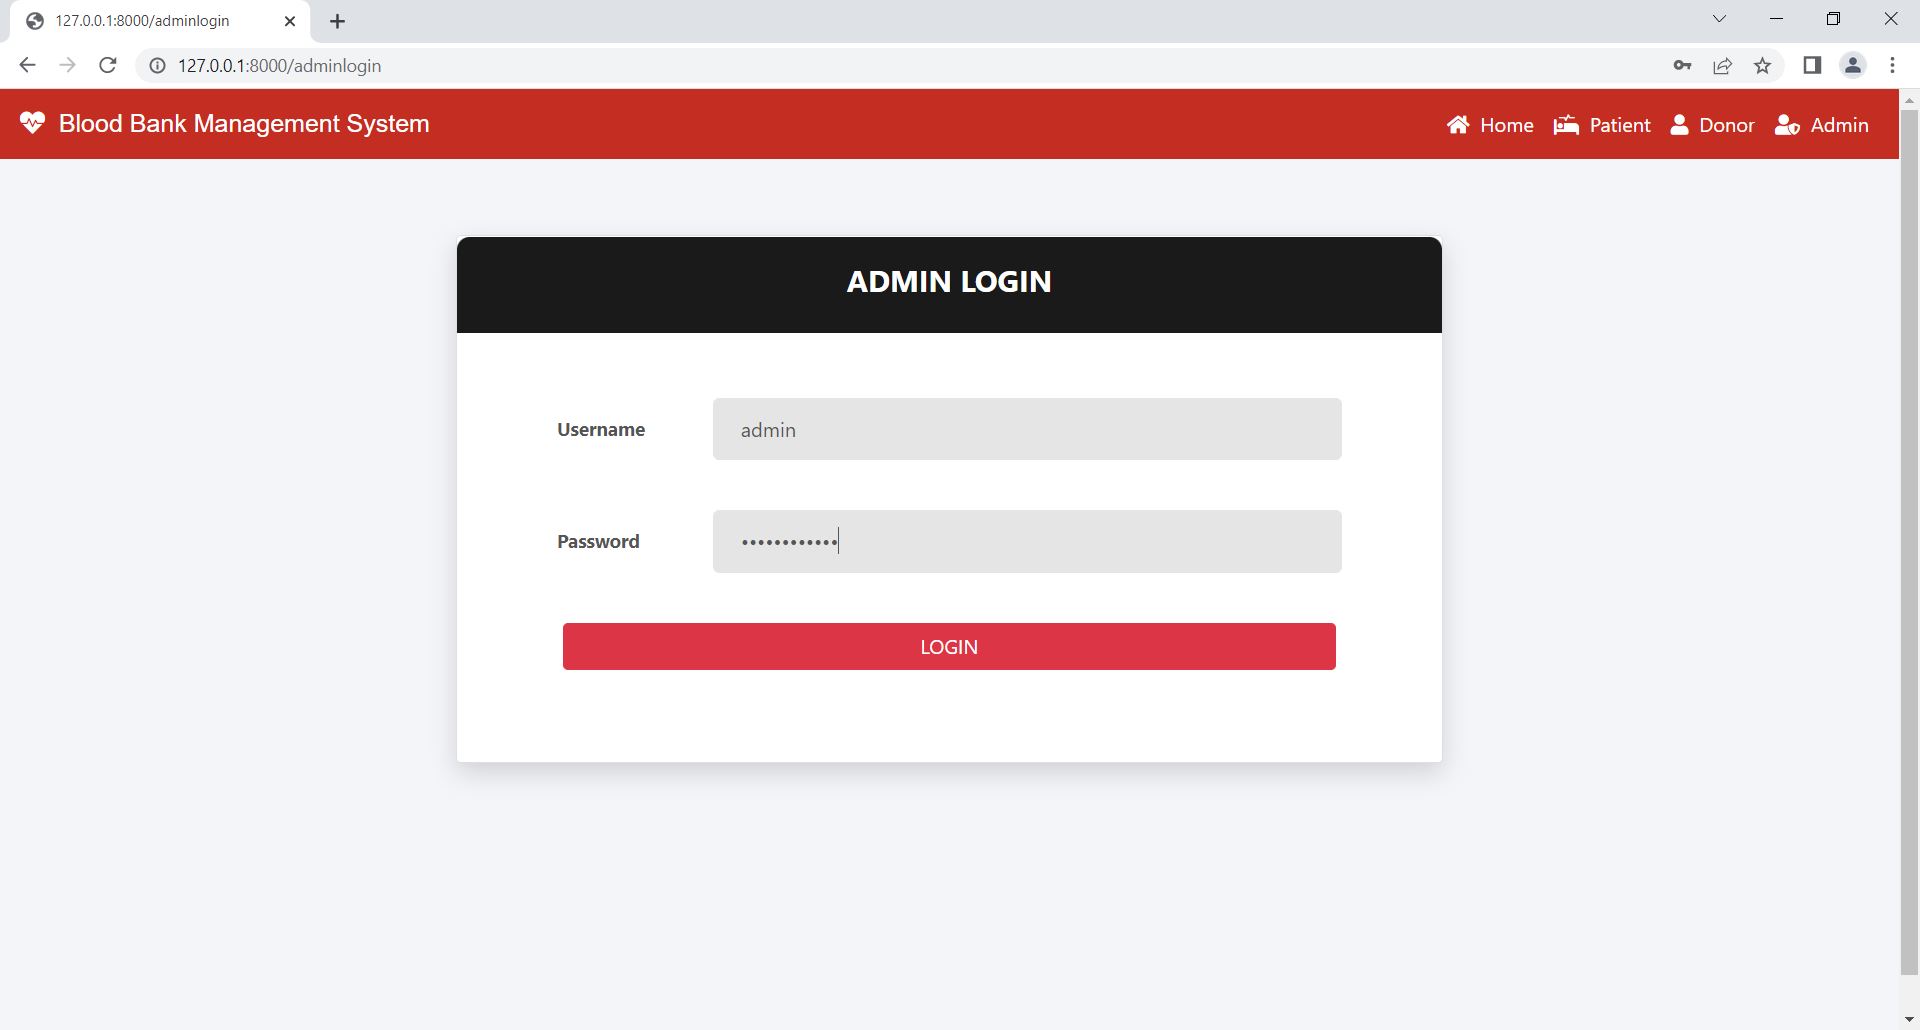 127.0.0.1:8000/adminlogin
127.0.0.1:8000/adminlogin
Blood Bank Management System
Home Patient Donor Admin
ADMIN LOGIN
Username admin
Password ••••••••••••
LOGIN